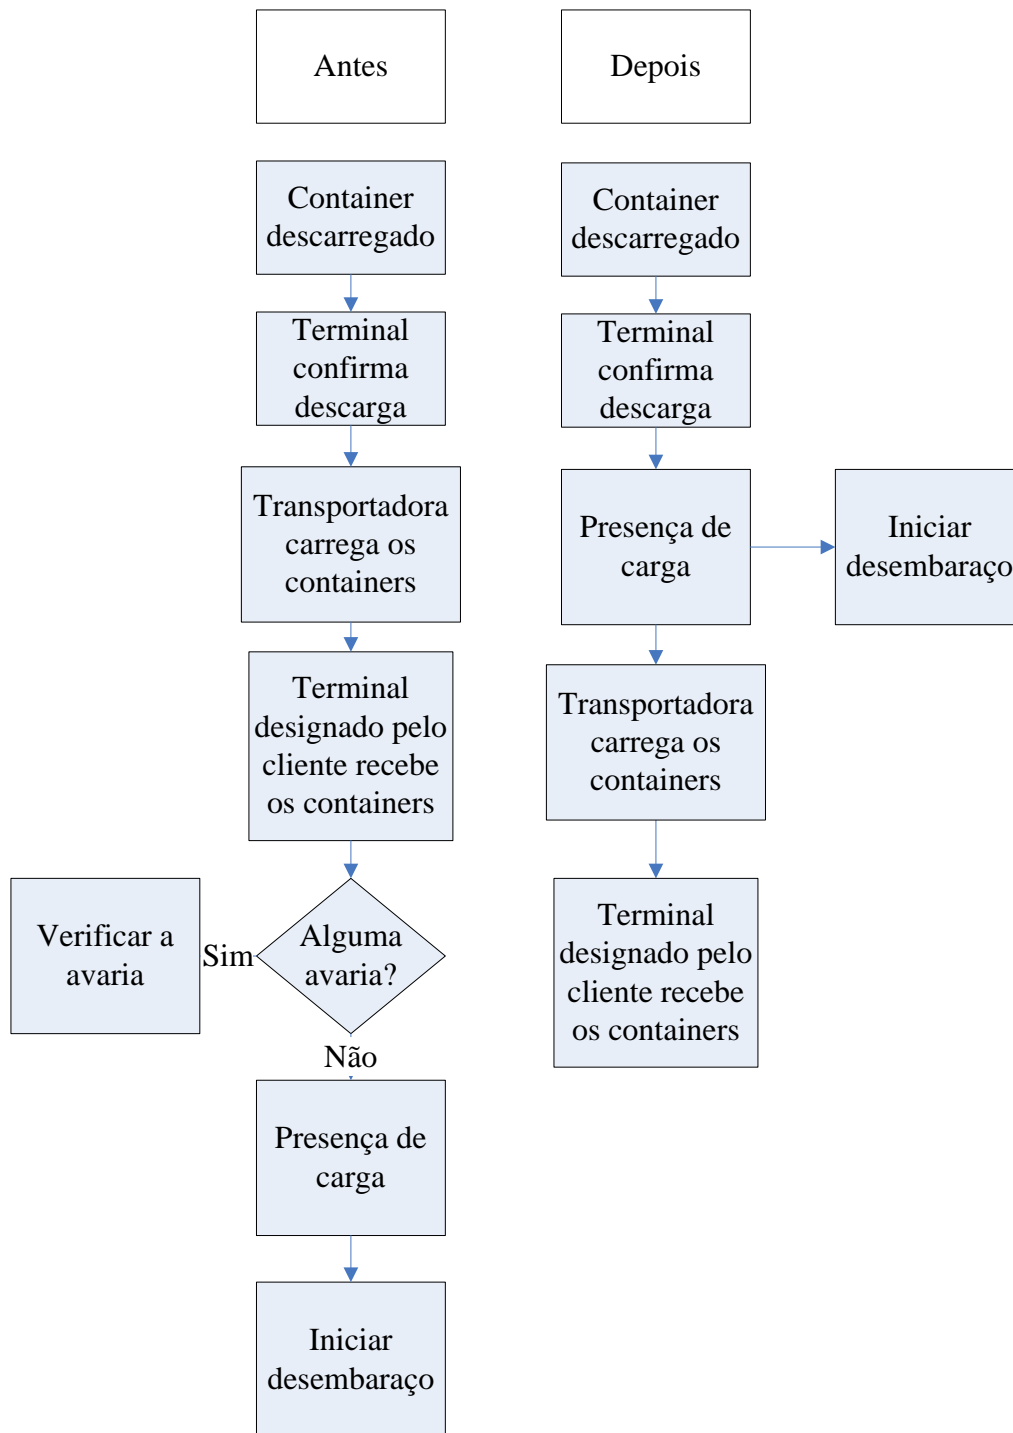 Antes
Container
descarregado
Terminal
confirma
descarga
Transportadora
carrega os
containers
Terminal
designado pelo
cliente recebe
os containers
Alguma
avaria?
Sim
Verificar a
avaria
Não
Presença de
carga
Iniciar
desembaraço
Depois
Container
descarregado
Terminal
confirma
descarga
Presença de
carga
Iniciar
desembaraço
Transportadora
carrega os
containers
Terminal
designado pelo
cliente recebe
os containers